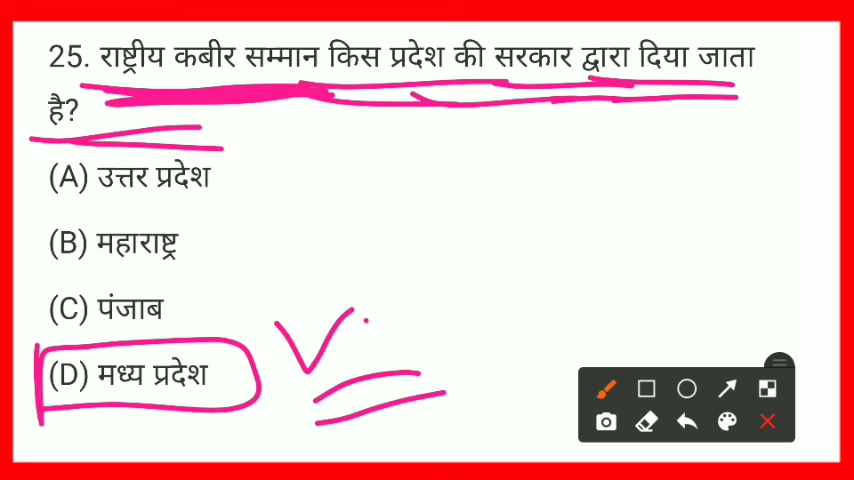 25. राष्ट्रीय कबीर सम्मान किस प्रदेश की सरकार द्वारा दिया जाता
है?
(A) उत्तर प्रदेश
(B) महाराष्ट्र
(C) पंजाब
(D) मध्य प्रदेश